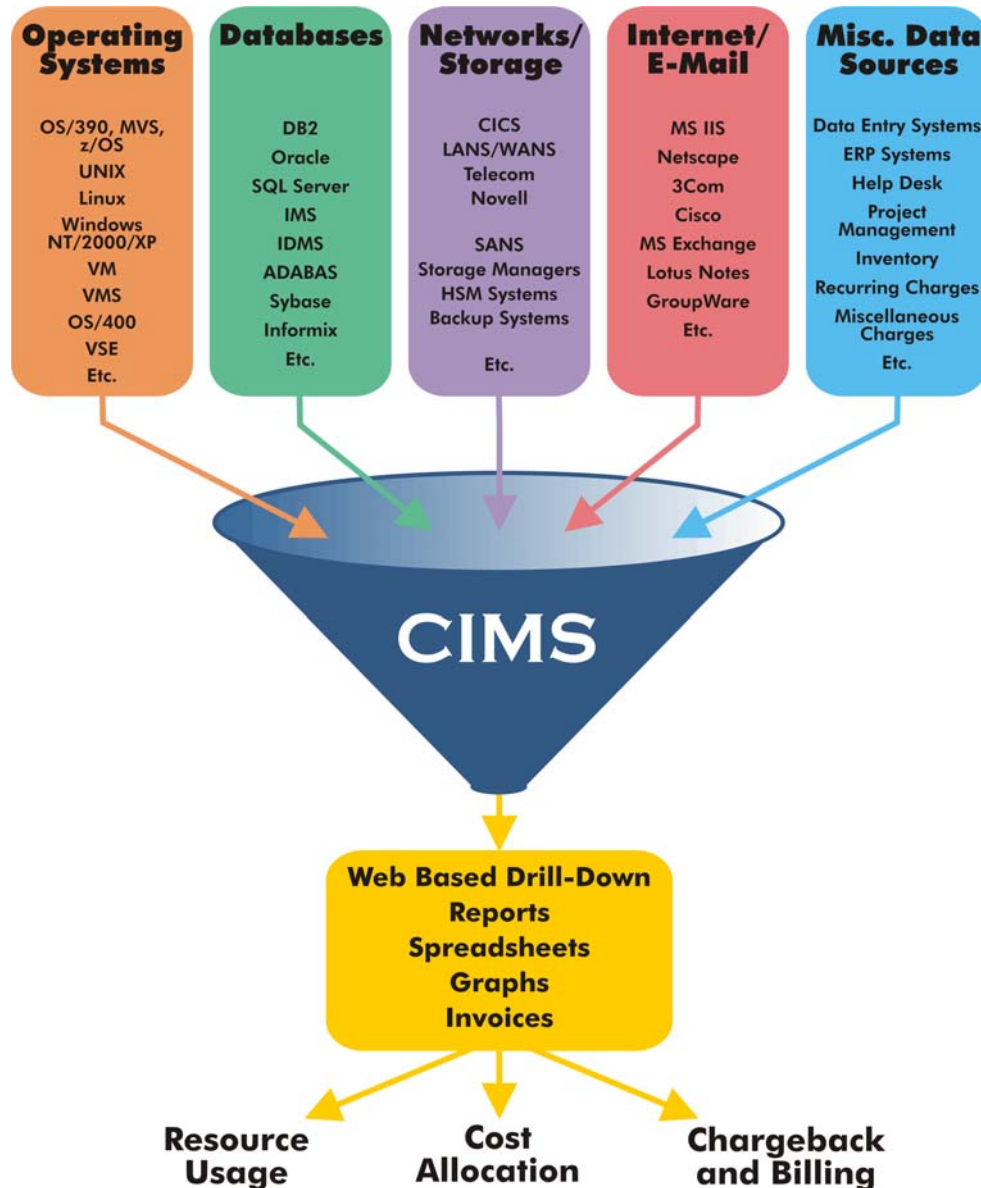 Operating
Systems
OS/390, MVS,
z/OS
UNIX
Linux
Windows
NT/2000/XP
VM
VMS
OS/400
VSE
Etc.
Databases
DB2
Oracle
SQL Server
IMS
IDMS
ADABAS
Sybase
Informix
Etc.
Networks/
Storage
CICS
LANS/WANS
Telecom
Novell
SANS
Storage Managers
HSM Systems
Backup Systems
Etc.
Internet/
E-Mail
MS IIS
Netscape
3Com
Cisco
MS Exchange
Lotus Notes
GroupWare
Etc.
Misc. Data
Sources
Data Entry Systems
ERP Systems
Help Desk
Project
Management
Inventory
Recurring Charges
Miscellaneous
Charges
Etc.
CIMS
Web Based Drill-Down
Reports
Spreadsheets
Graphs
Invoices
Resource
Usage
Cost
Allocation
Chargeback
and Billing